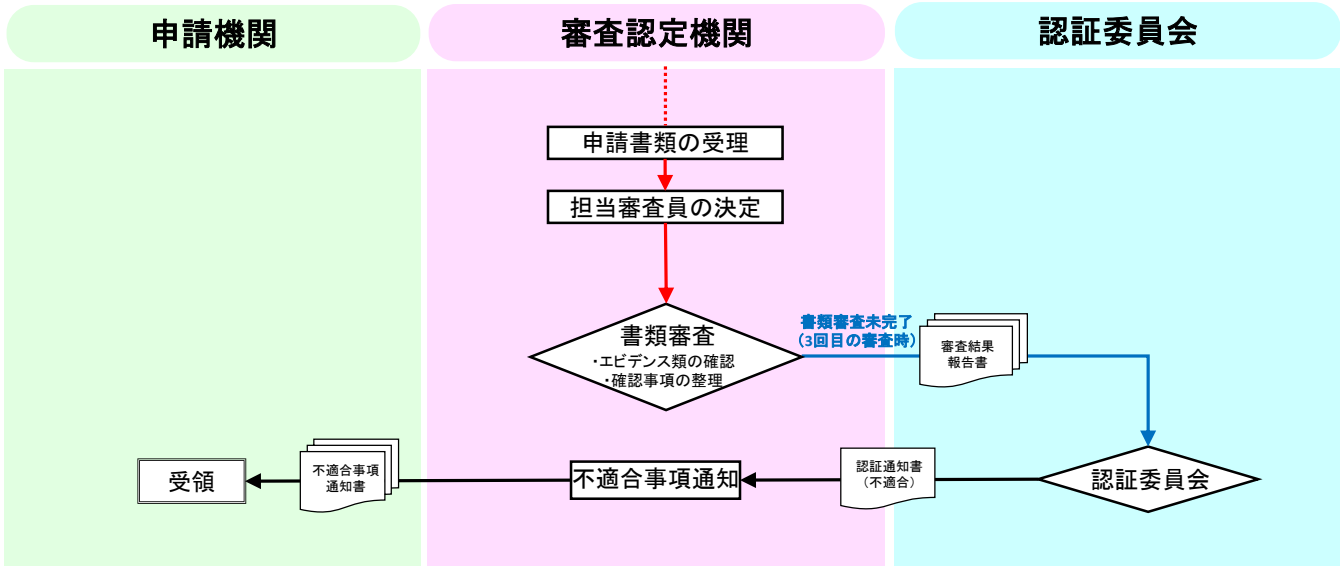 申請機関
審査認定機関
認証委員会
申請書類の受理
担当審査員の決定
書類審査
・エビデンス類の確認
・確認事項の整理
書類審査未完了
（3回目の審査時）
審査結果
報告書
認証委員会
認証通知書
（不適合）
不適合事項通知
不適合事項
通知書
受領